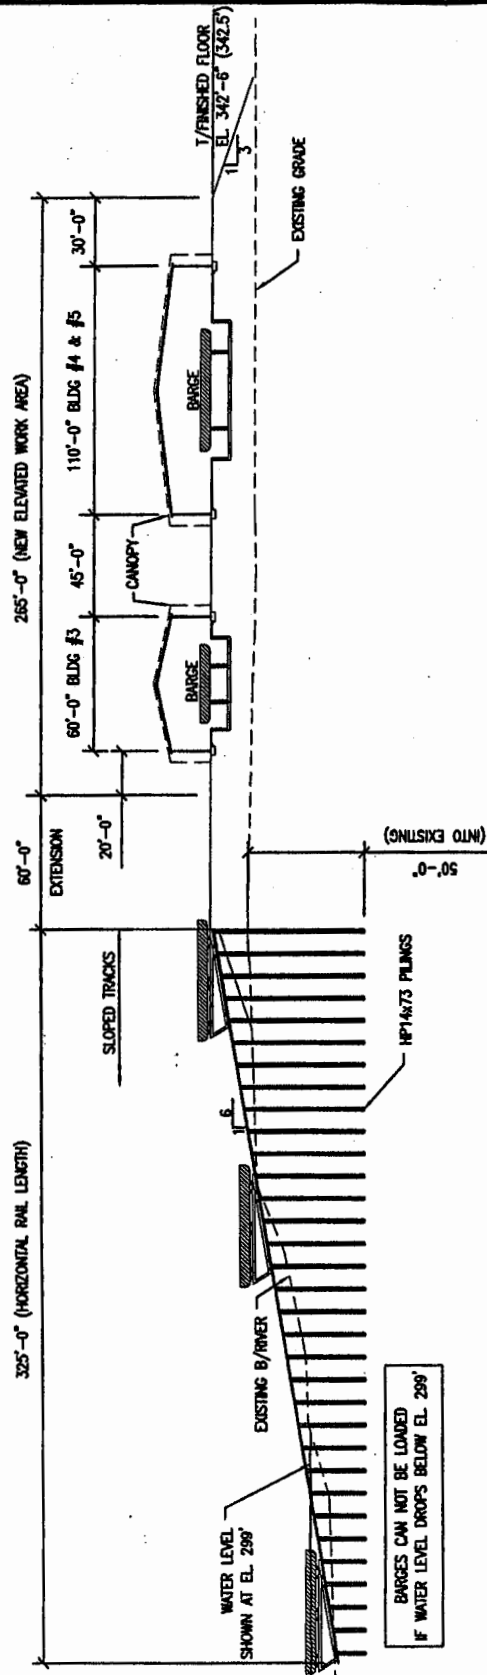 325'-0" (HORIZONTAL RAIL LENGTH)
60'-0"
EXTENSION
265'-0" (NEW ELEVATED WORK AREA)
SLOPED TRACKS
20'-0"
60'-0" BLDG #3
45'-0"
110'-0" BLDG #4 & #5
30'-0"
CANOPY
BARGE
BARGE
T/FINISHED FLOOR
EL. 342'-6" (342.5')
1
3
EXISTING GRADE
1
6
WATER LEVEL
SHOWN AT EL. 299'
EXISTING B/RIVER
HP14x73 PILINGS
50'-0"
(INTO EXISTING)
BARGES CAN NOT BE LOADED
IF WATER LEVEL DROPS BELOW EL. 299'